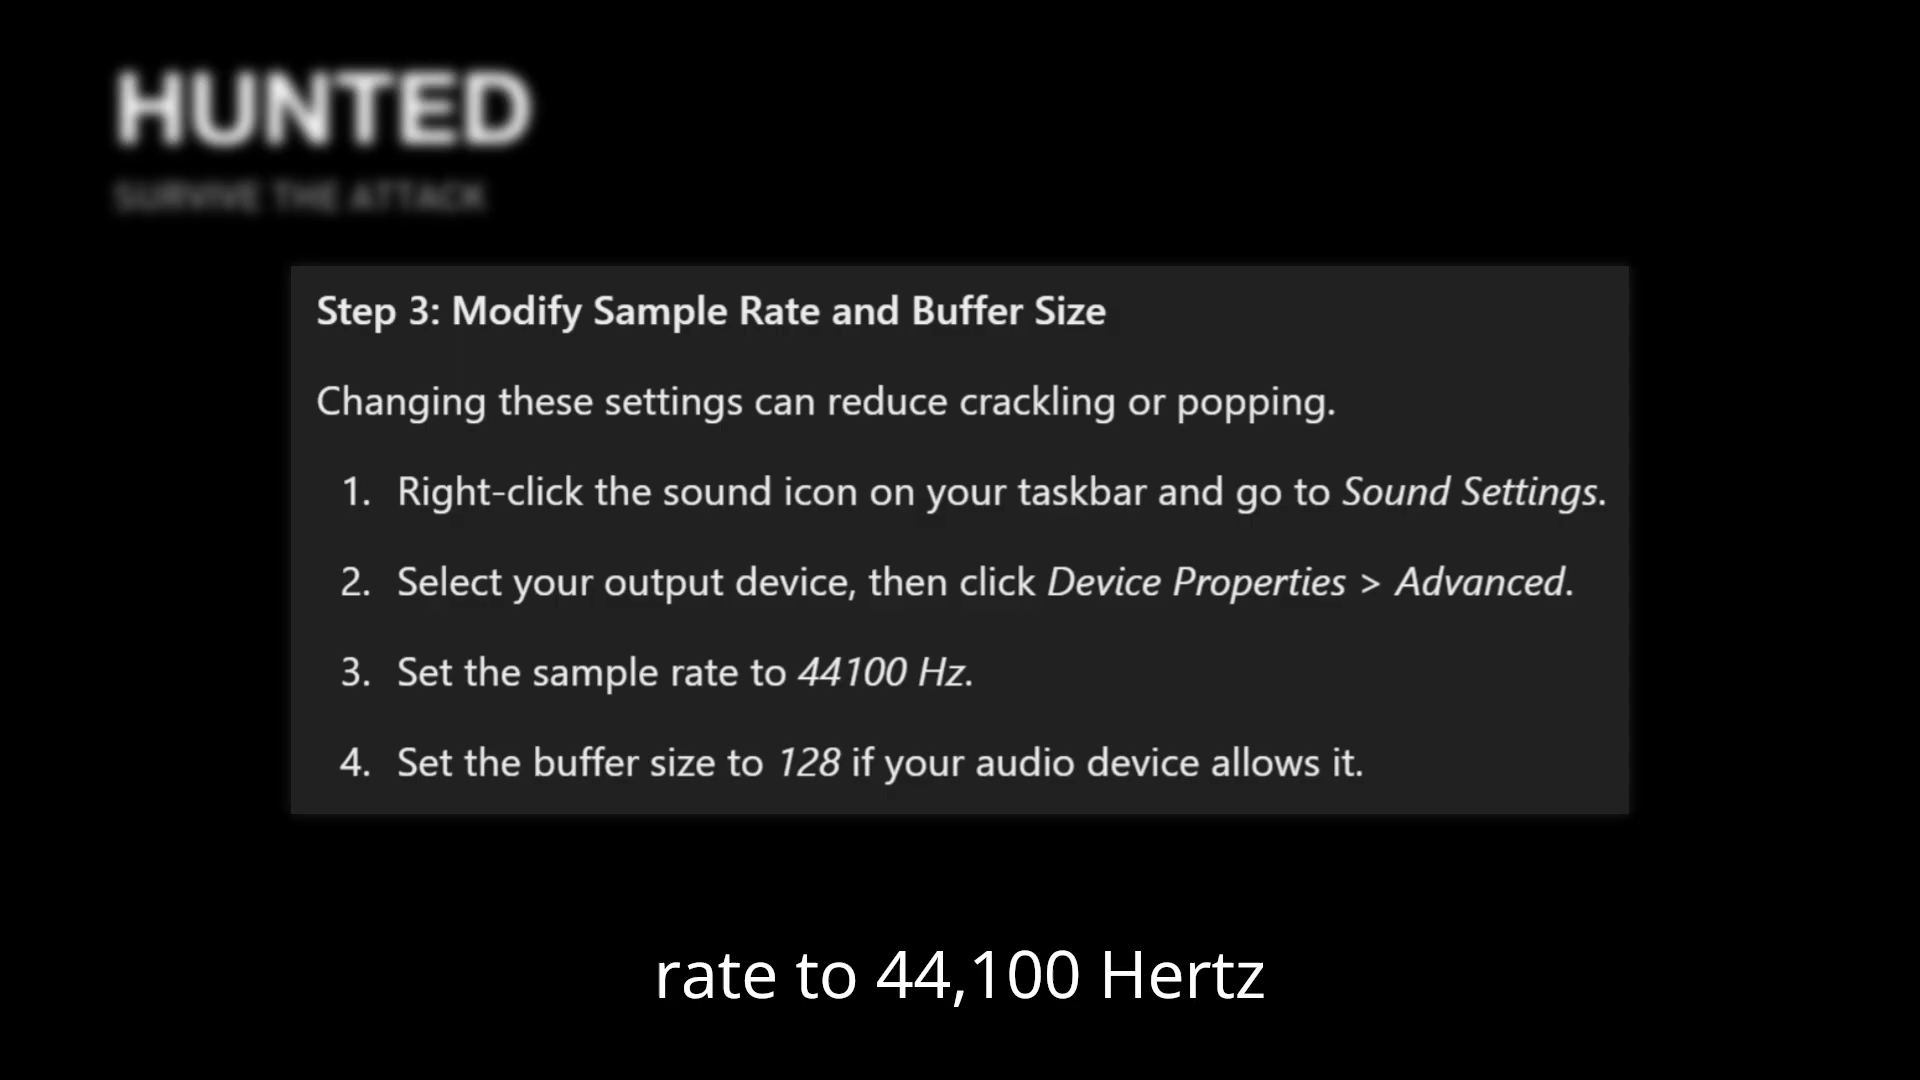 HUNTED
SURVIVE THE ATTACK
Step 3: Modify Sample Rate and Buffer Size
Changing these settings can reduce crackling or popping.
1. Right-click the sound icon on your taskbar and go to Sound Settings.
2. Select your output device, then click Device Properties > Advanced.
3. Set the sample rate to 44100 Hz.
4. Set the buffer size to 128 if your audio device allows it.
rate to 44,100 Hertz